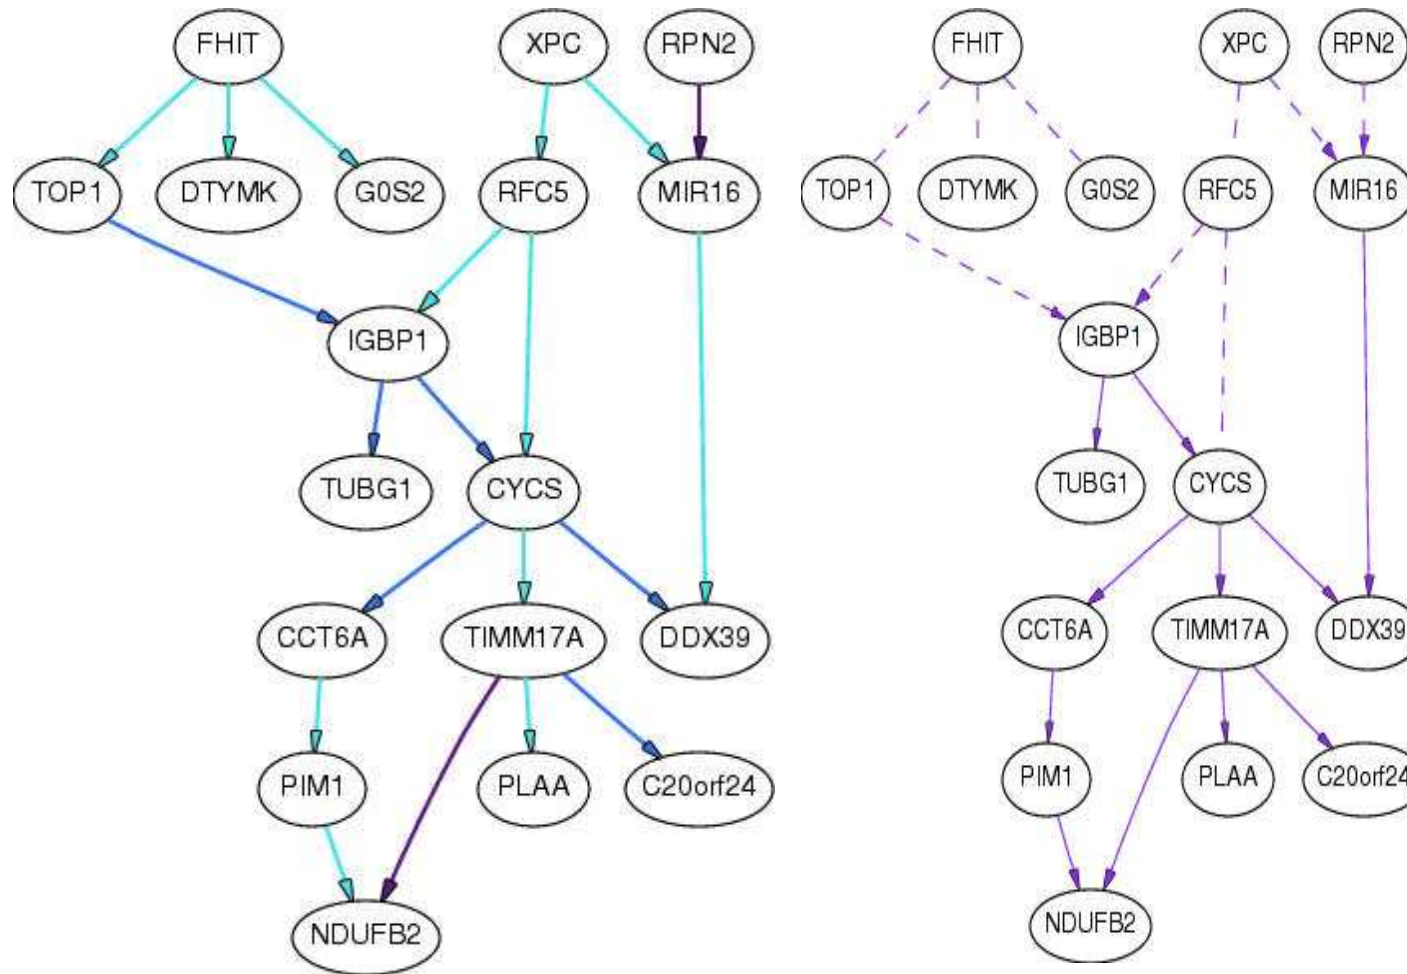 FHIT
XPC
RPN2
TOP1
DTYMK
G0S2
RFC5
MIR16
IGBP1
TUBG1
CYCS
CCT6A
TIMM17A
DDX39
PIM1
PLAA
C20orf24
NDUFB2
FHIT
XPC
RPN2
TOP1
DTYMK
G0S2
RFC5
MIR16
IGBP1
TUBG1
CYCS
CCT6A
TIMM17A
DDX39
PIM1
PLAA
C20orf24
NDUFB2